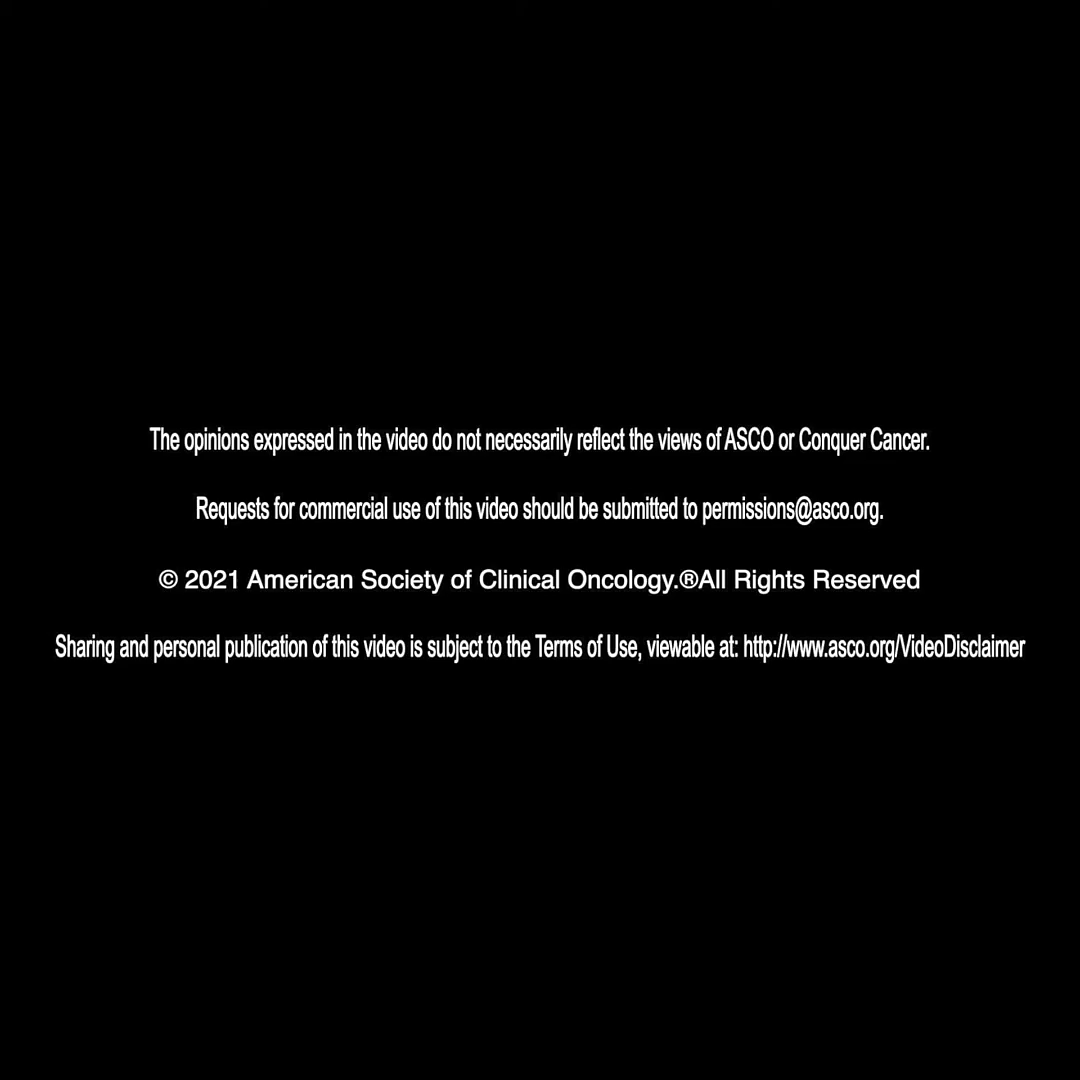 The opinions expressed in the video do not necessarily reflect the views of ASCO or Conquer Cancer.
Requests for commercial use of this video should be submitted to permissions@asco.org.
© 2021 American Society of Clinical Oncology.®All Rights Reserved
Sharing and personal publication of this video is subject to the Terms of Use, viewable at: http://www.asco.org/VideoDisclaimer